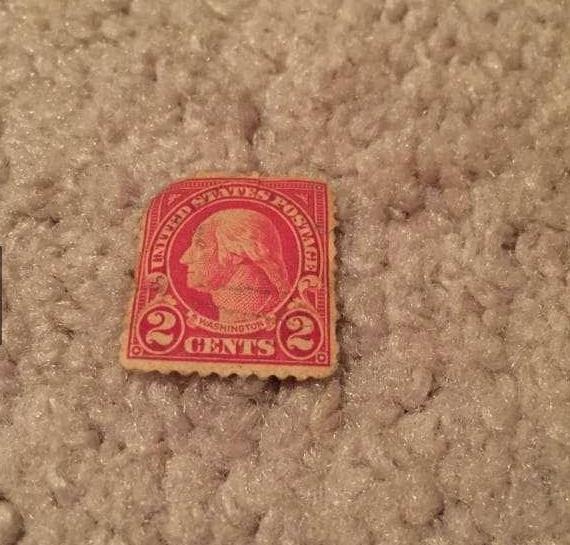 UNITED STATES POSTAGE
WASHINGTON
2 CENTS 2